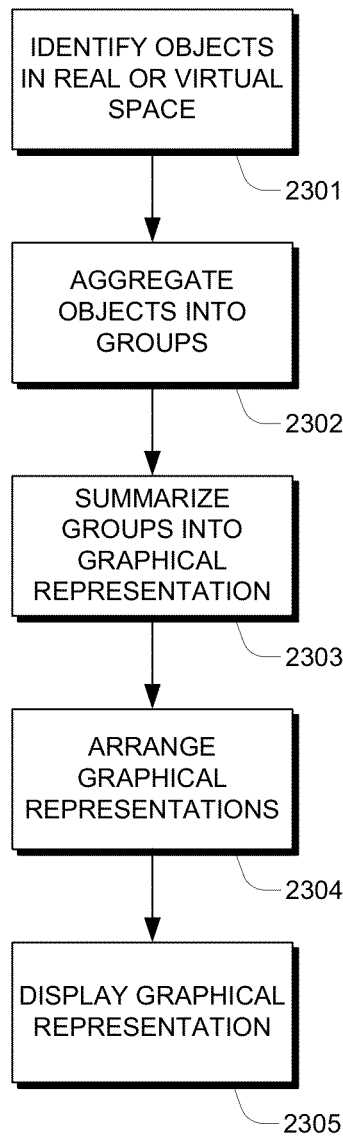 IDENTIFY OBJECTS
IN REAL OR VIRTUAL
SPACE
2301
AGGREGATE
OBJECTS INTO
GROUPS
2302
SUMMARIZE
GROUPS INTO
GRAPHICAL
REPRESENTATION
2303
ARRANGE
GRAPHICAL
REPRESENTATIONS
2304
DISPLAY GRAPHICAL
REPRESENTATION
2305